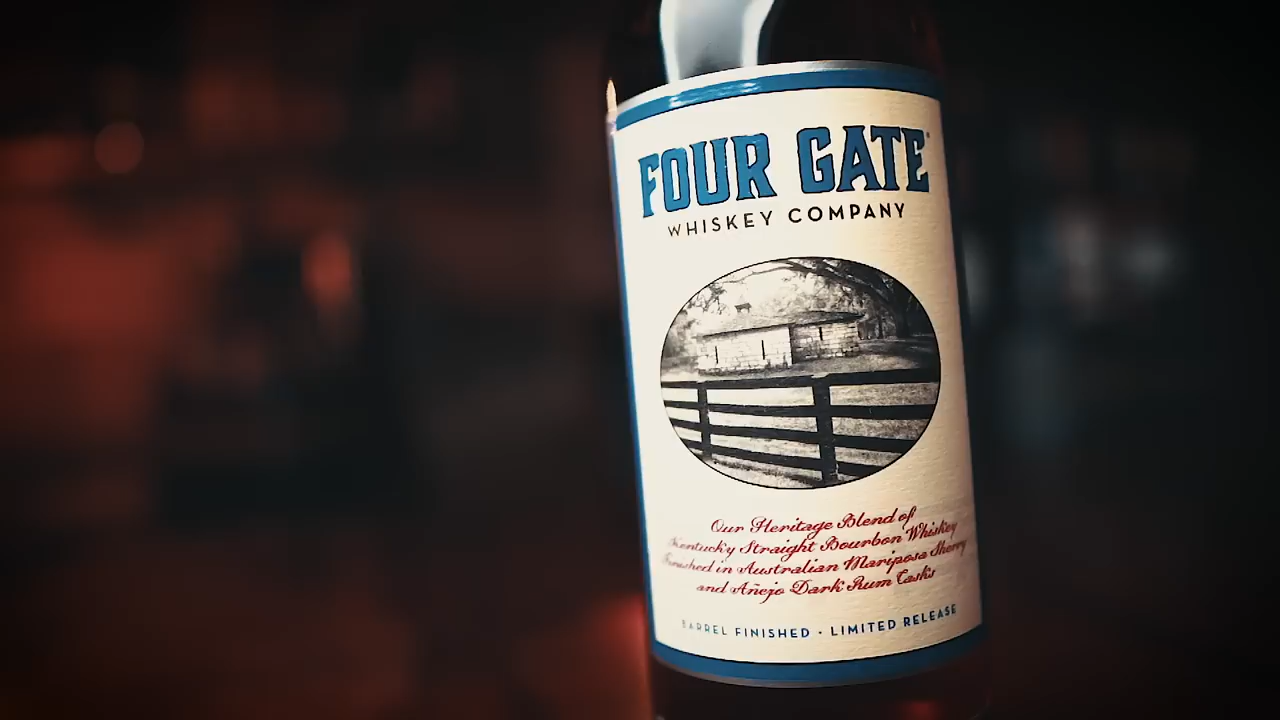 FOUR GATE
WHISKEY COMPANY
Our Heritage Blend of
Kentucky Straight Bourbon Whiskey
Finished in Australian Mariposa Sherry
and Añejo Dark Rum Casks
BARREL FINISHED · LIMITED RELEASE